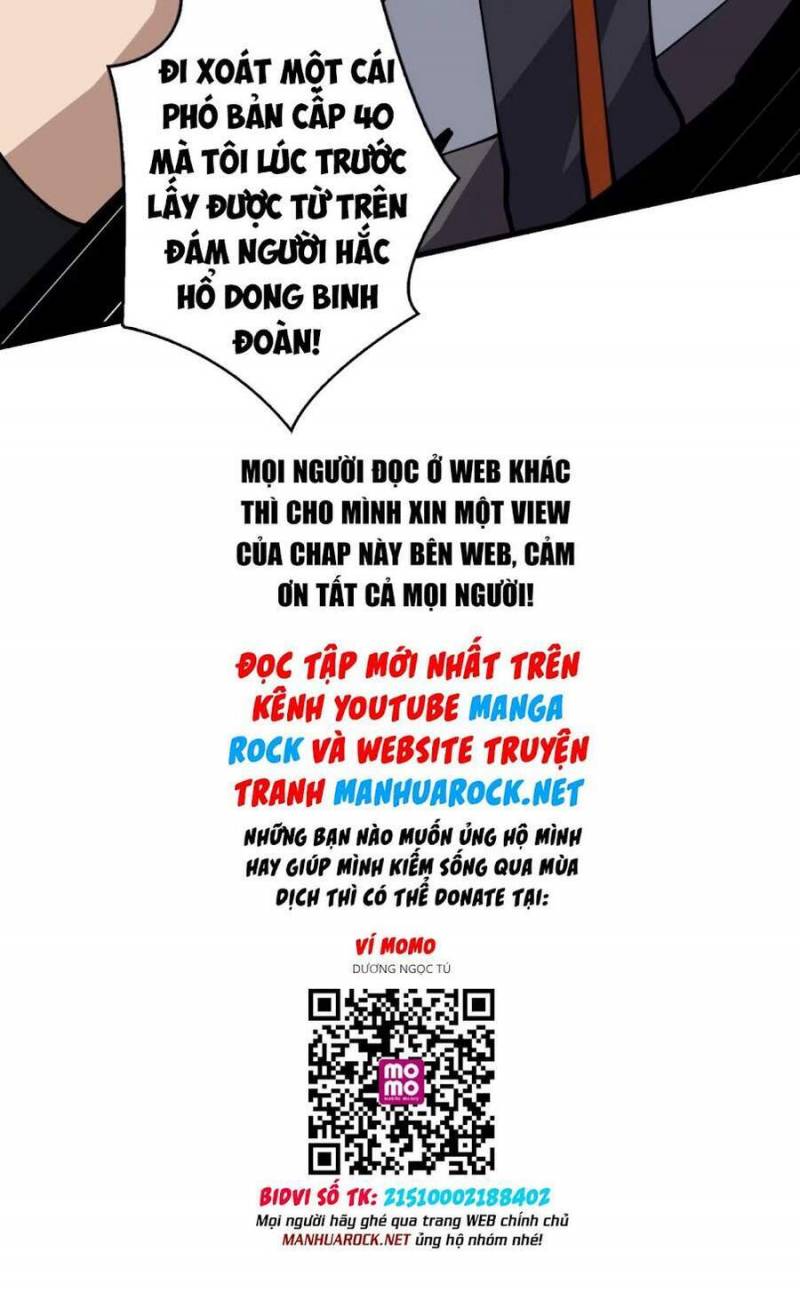 ĐI XOÁT MỘT CÁI
PHÓ BẢN CẤP 40
MÀ TÔI LÚC TRƯỚC
LẤY ĐƯỢC TỪ TRÊN
ĐÁM NGƯỜI HẮC
HỔ DONG BINH
ĐOÀN!
MỌI NGƯỜI ĐỌC Ở WEB KHÁC
THÌ CHO MÌNH XIN MỘT VIEW
CỦA CHAP NÀY BÊN WEB, CẢM
ƠN TẤT CẢ MỌI NGƯỜI!
ĐỌC TẬP MỚI NHẤT TRÊN
KÊNH YOUTUBE MANGA
ROCK VÀ WEBSITE TRUYỆN
TRANH MANHUAROCK.NET
NHỮNG BẠN NÀO MUỐN ỦNG HỘ MÌNH
HAY GIÚP MÌNH KIẾM SỐNG QUA MÙA
DỊCH THÌ CÓ THỂ DONATE TẠI:
VÍ MOMO
DƯƠNG NGỌC TÚ
mo
mo
mobile money
BIDVI SỐ TK: 21510002188402
Mọi người hãy ghé qua trang WEB chính chủ
MANHUAROCK.NET ủng hộ nhóm nhé!